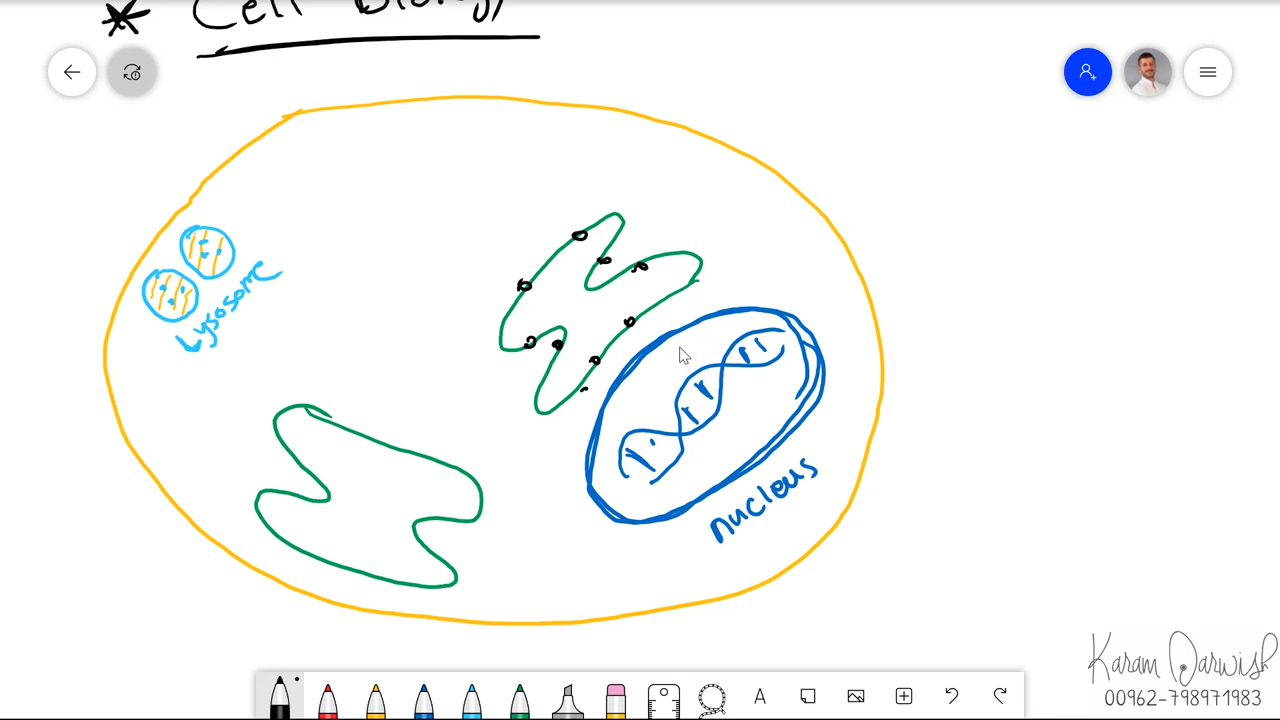 * Cell Biology
Lysosome
nucleus
A
Karam Darwish
00962-798971983